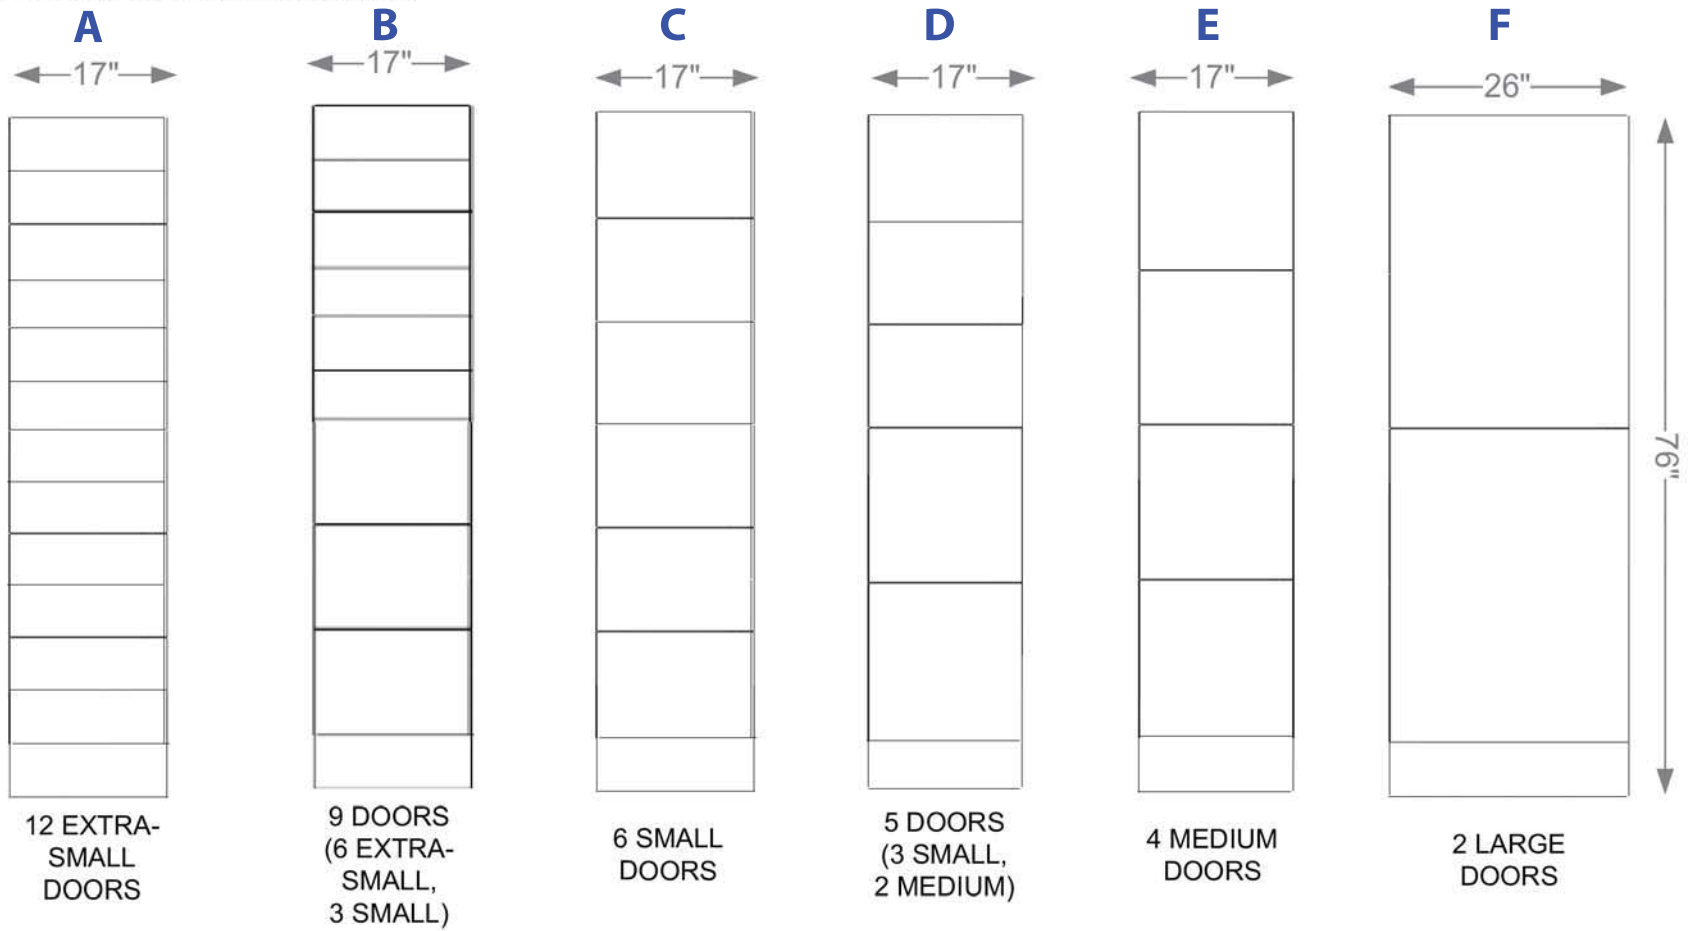 A
B
C
D
E
F
17"
17"
17"
17"
17"
26"
76"
12 EXTRA-
SMALL
DOORS
9 DOORS
(6 EXTRA-
SMALL,
3 SMALL)
6 SMALL
DOORS
5 DOORS
(3 SMALL,
2 MEDIUM)
4 MEDIUM
DOORS
2 LARGE
DOORS